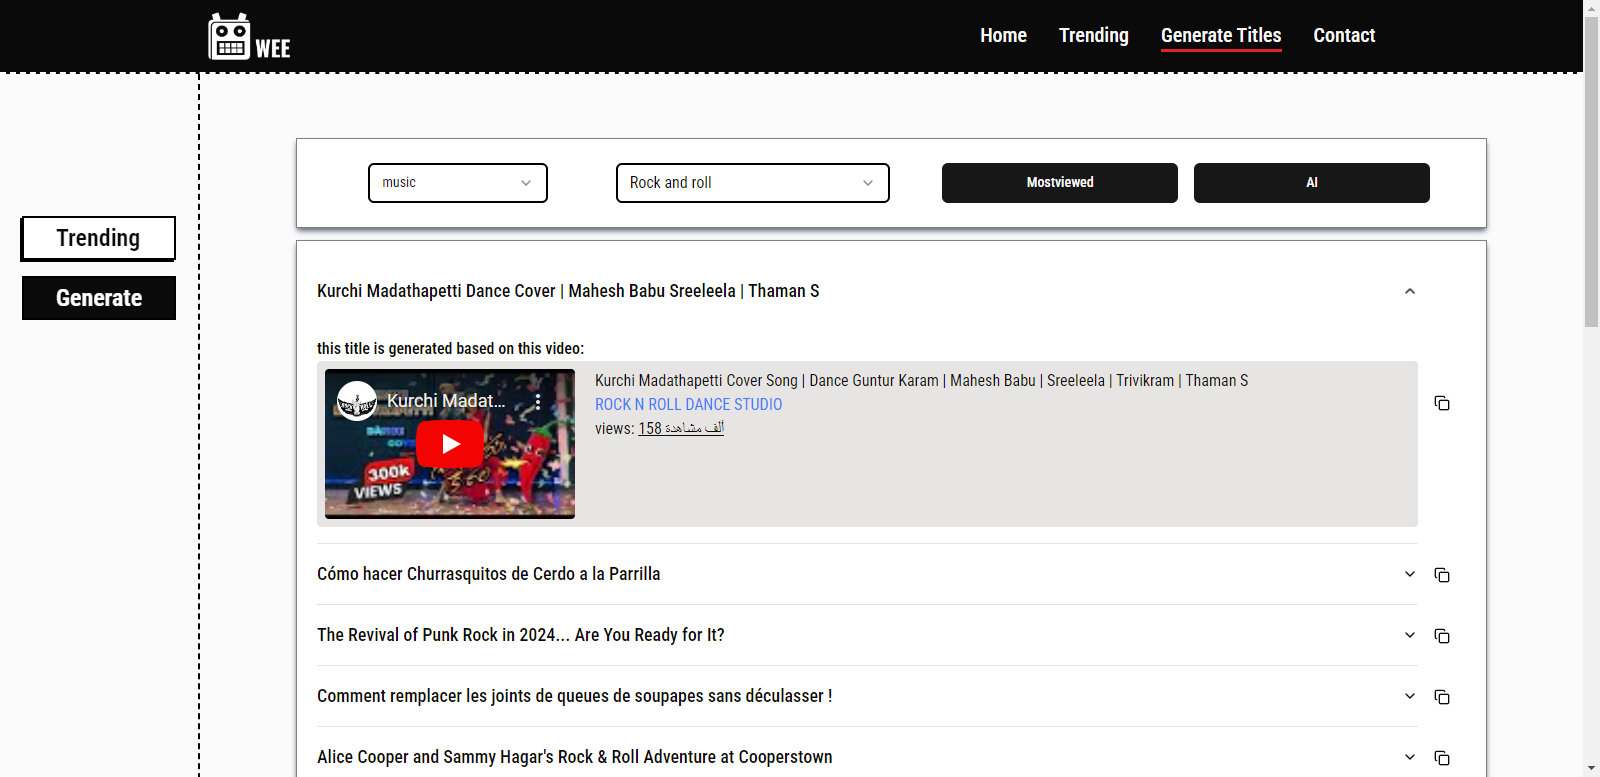 WEE
Home
Trending
Generate Titles
Contact
Trending
Generate
music
Rock and roll
Mostviewed
AI
Kurchi Madathapetti Dance Cover | Mahesh Babu Sreeleela | Thaman S
this title is generated based on this video:
Kurchi Madat...
DANCE
300k
VIEWS
Kurchi Madathapetti Cover Song | Dance Guntur Karam | Mahesh Babu | Sreeleela | Trivikram | Thaman S
ROCK N ROLL DANCE STUDIO
views: 158 ألف مشاهدة
Cómo hacer Churrasquitos de Cerdo a la Parrilla
The Revival of Punk Rock in 2024... Are You Ready for It?
Comment remplacer les joints de queues de soupapes sans déculasser !
Alice Cooper and Sammy Hagar's Rock & Roll Adventure at Cooperstown